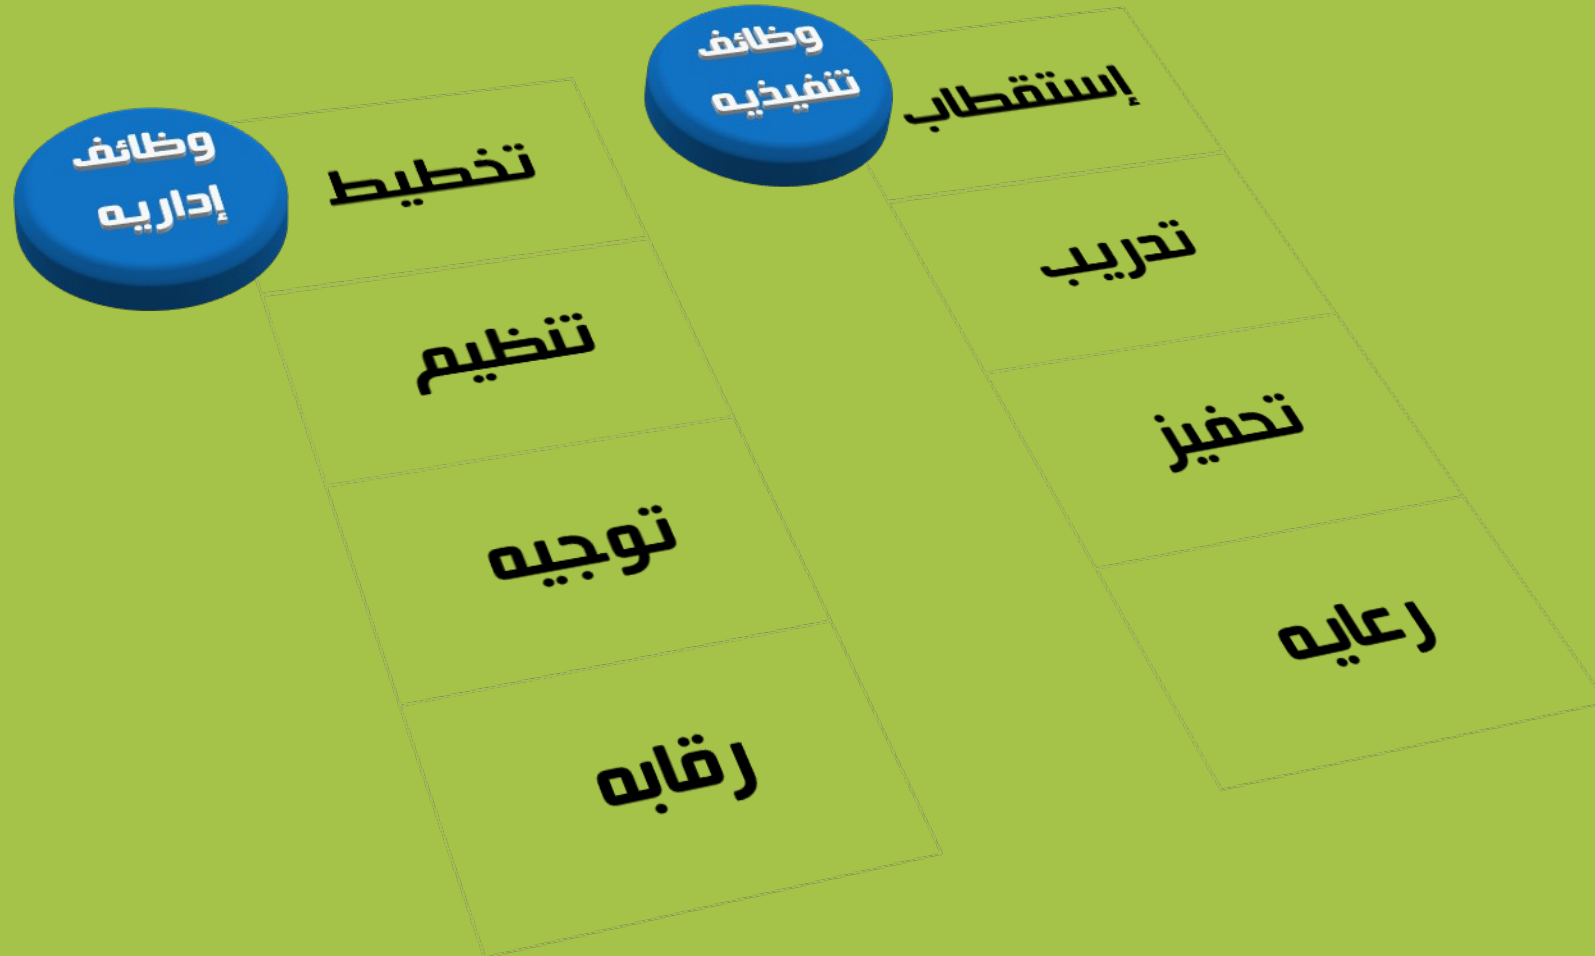 وظائف
تنفيذيه
إستقطاب
تدريب
تحفيز
رعايه
وظائف
إداريه
تخطيط
تنظيم
توجيه
رقابه